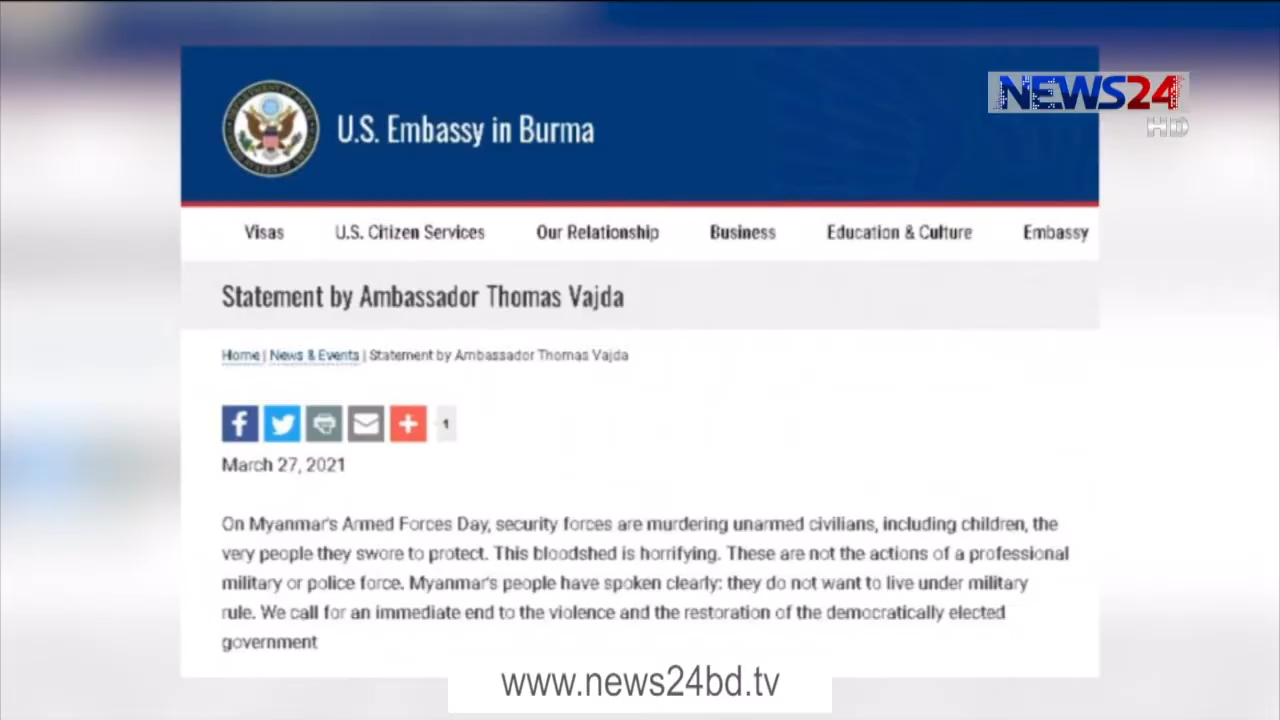 NEWS24
HD
U.S. Embassy in Burma
Visas U.S. Citizen Services Our Relationship Business Education & Culture Embassy
Statement by Ambassador Thomas Vajda
Home | News & Events | Statement by Ambassador Thomas Vajda
1
March 27, 2021
On Myanmar's Armed Forces Day, security forces are murdering unarmed civilians, including children, the
very people they swore to protect. This bloodshed is horrifying. These are not the actions of a professional
military or police force. Myanmar's people have spoken clearly: they do not want to live under military
rule. We call for an immediate end to the violence and the restoration of the democratically elected
government
www.news24bd.tv